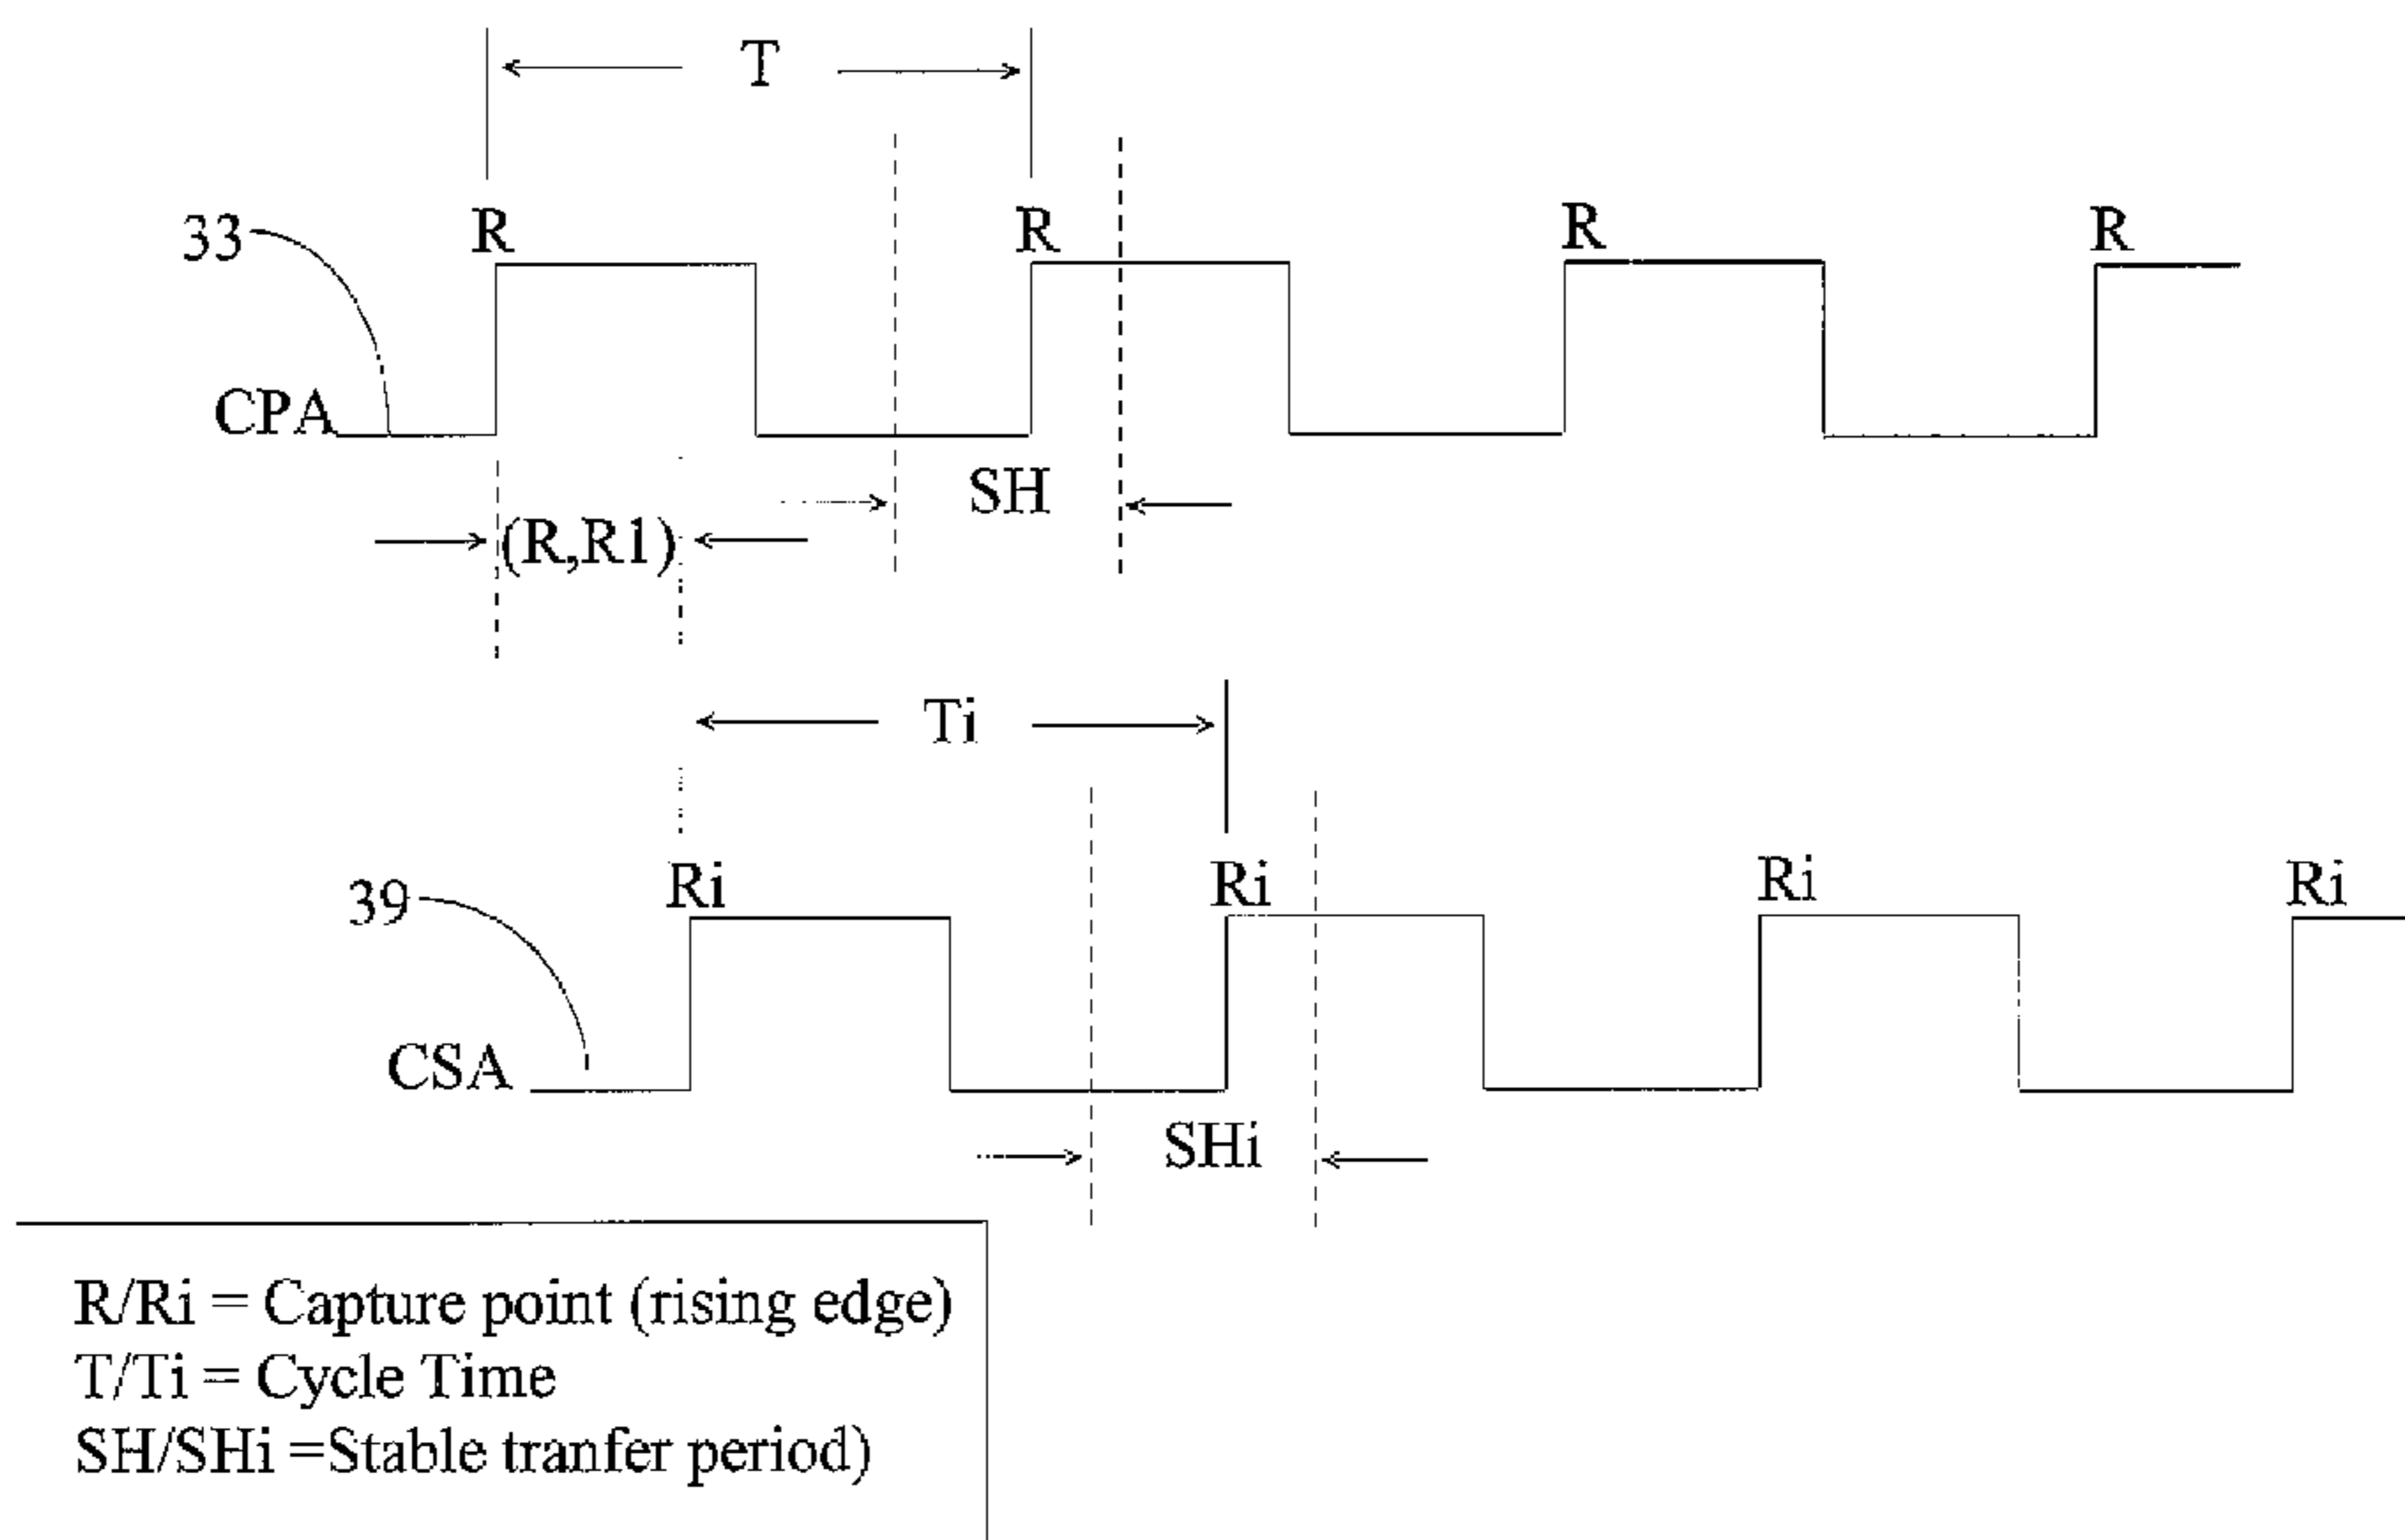 T
R R R R
33
CPA
SH
(R,R1)
Ti
Ri Ri Ri Ri
39
CSA
SHi
R/Ri = Capture point (rising edge)
T/Ti = Cycle Time
SH/SHi =Stable tranfer period)